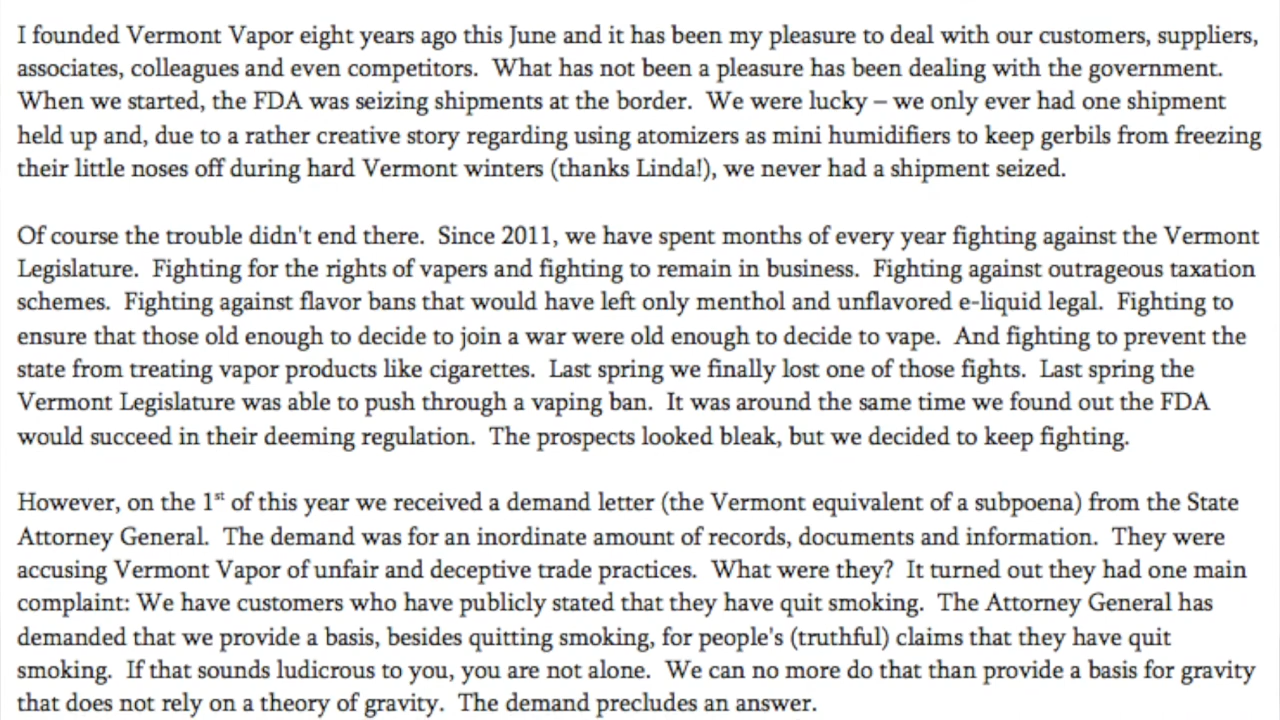 I founded Vermont Vapor eight years ago this June and it has been my pleasure to deal with our customers, suppliers,
associates, colleagues and even competitors.  What has not been a pleasure has been dealing with the government.
When we started, the FDA was seizing shipments at the border.  We were lucky – we only ever had one shipment
held up and, due to a rather creative story regarding using atomizers as mini humidifiers to keep gerbils from freezing
their little noses off during hard Vermont winters (thanks Linda!), we never had a shipment seized.
Of course the trouble didn't end there.  Since 2011, we have spent months of every year fighting against the Vermont
Legislature.  Fighting for the rights of vapers and fighting to remain in business.  Fighting against outrageous taxation
schemes.  Fighting against flavor bans that would have left only menthol and unflavored e-liquid legal.  Fighting to
ensure that those old enough to decide to join a war were old enough to decide to vape.  And fighting to prevent the
state from treating vapor products like cigarettes.  Last spring we finally lost one of those fights.  Last spring the
Vermont Legislature was able to push through a vaping ban.  It was around the same time we found out the FDA
would succeed in their deeming regulation.  The prospects looked bleak, but we decided to keep fighting.
However, on the 1st of this year we received a demand letter (the Vermont equivalent of a subpoena) from the State
Attorney General.  The demand was for an inordinate amount of records, documents and information.  They were
accusing Vermont Vapor of unfair and deceptive trade practices.  What were they?  It turned out they had one main
complaint: We have customers who have publicly stated that they have quit smoking.  The Attorney General has
demanded that we provide a basis, besides quitting smoking, for people's (truthful) claims that they have quit
smoking.  If that sounds ludicrous to you, you are not alone.  We can no more do that than provide a basis for gravity
that does not rely on a theory of gravity.  The demand precludes an answer.